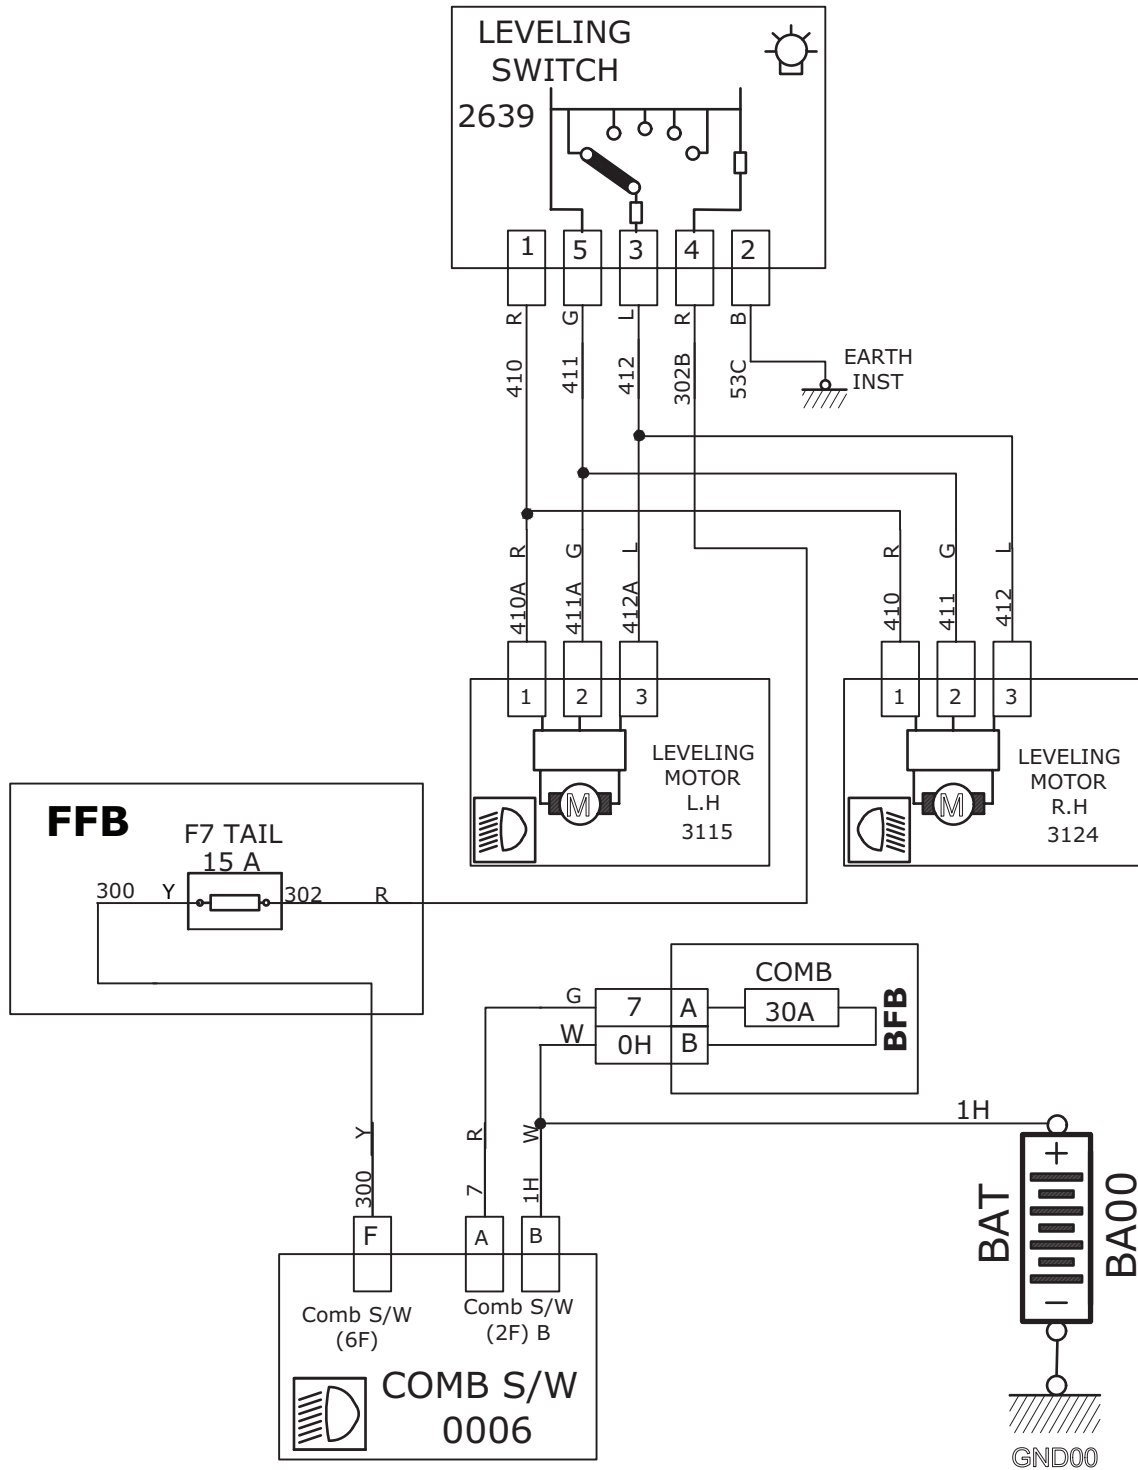 LEVELING
SWITCH
2639
1
5
3
4
2
R
G
L
R
B
410
411
412
302B
53C
EARTH
INST
R
G
L
R
G
L
410A
411A
412A
410
411
412
1
2
3
1
2
3
LEVELING
MOTOR
L.H
3115
M
LEVELING
MOTOR
R.H
3124
M
FFB
F7 TAIL
15 A
300
Y
302
R
COMB
30A
BFB
G
7
A
W
0H
B
1H
Y
R
W
300
7
1H
F
A
B
Comb S/W
(6F)
Comb S/W
(2F) B
COMB S/W
0006
BAT
+
−
BA00
GND00